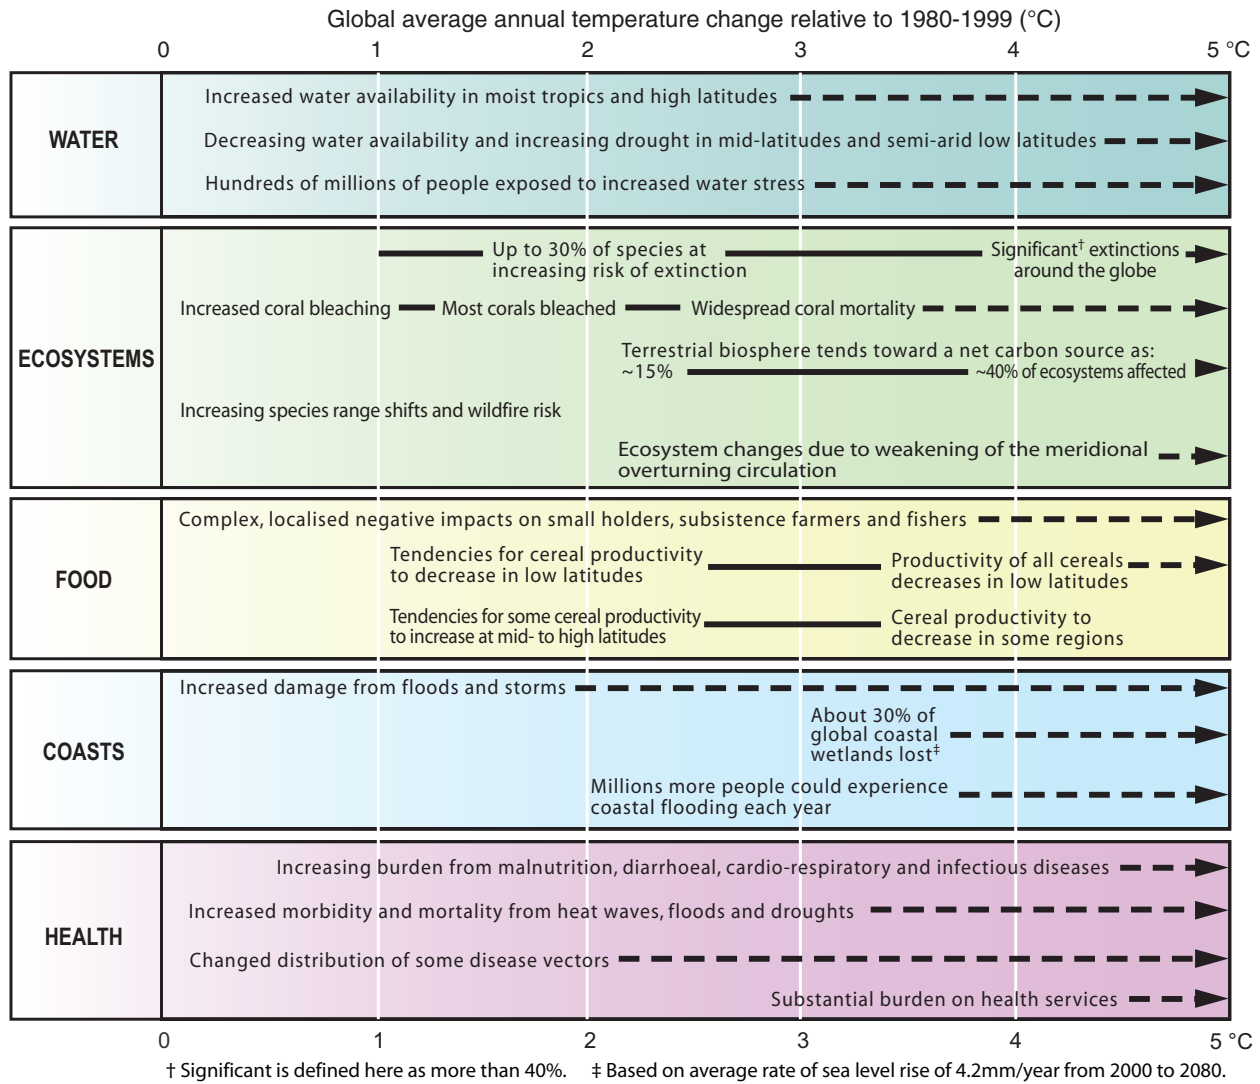 Global average annual temperature change relative to 1980-1999 (°C)
0 1 2 3 4 5 °C
WATER
Increased water availability in moist tropics and high latitudes
Decreasing water availability and increasing drought in mid-latitudes and semi-arid low latitudes
Hundreds of millions of people exposed to increased water stress
ECOSYSTEMS
Up to 30% of species at
increasing risk of extinction
Significant† extinctions
around the globe
Increased coral bleaching Most corals bleached Widespread coral mortality
Terrestrial biosphere tends toward a net carbon source as:
~15% ~40% of ecosystems affected
Increasing species range shifts and wildfire risk
Ecosystem changes due to weakening of the meridional
overturning circulation
FOOD
Complex, localised negative impacts on small holders, subsistence farmers and fishers
Tendencies for cereal productivity
to decrease in low latitudes
Productivity of all cereals
decreases in low latitudes
Tendencies for some cereal productivity
to increase at mid- to high latitudes
Cereal productivity to
decrease in some regions
COASTS
Increased damage from floods and storms
About 30% of
global coastal
wetlands lost‡
Millions more people could experience
coastal flooding each year
HEALTH
Increasing burden from malnutrition, diarrhoeal, cardio-respiratory and infectious diseases
Increased morbidity and mortality from heat waves, floods and droughts
Changed distribution of some disease vectors
Substantial burden on health services
0 1 2 3 4 5 °C
† Significant is defined here as more than 40%. ‡ Based on average rate of sea level rise of 4.2mm/year from 2000 to 2080.